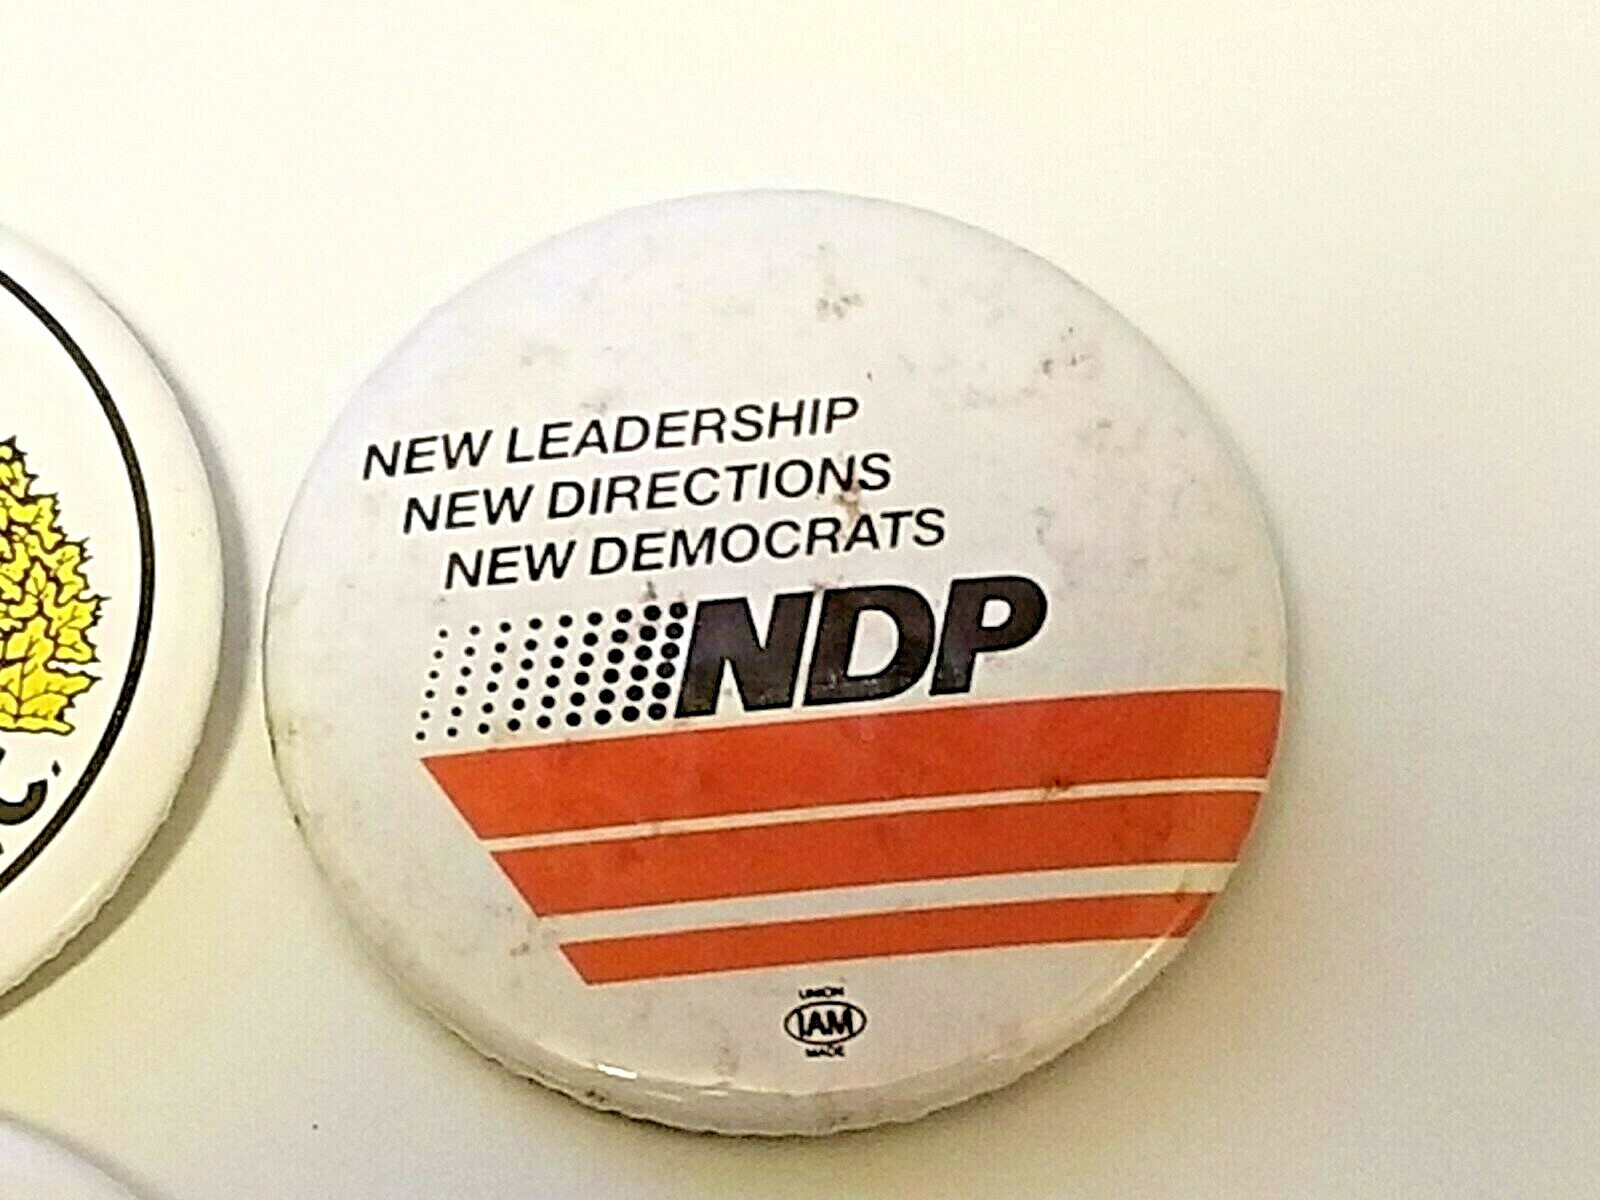 NEW LEADERSHIP
NEW DIRECTIONS
NEW DEMOCRATS
NDP
UNION
IAM
MADE
C.